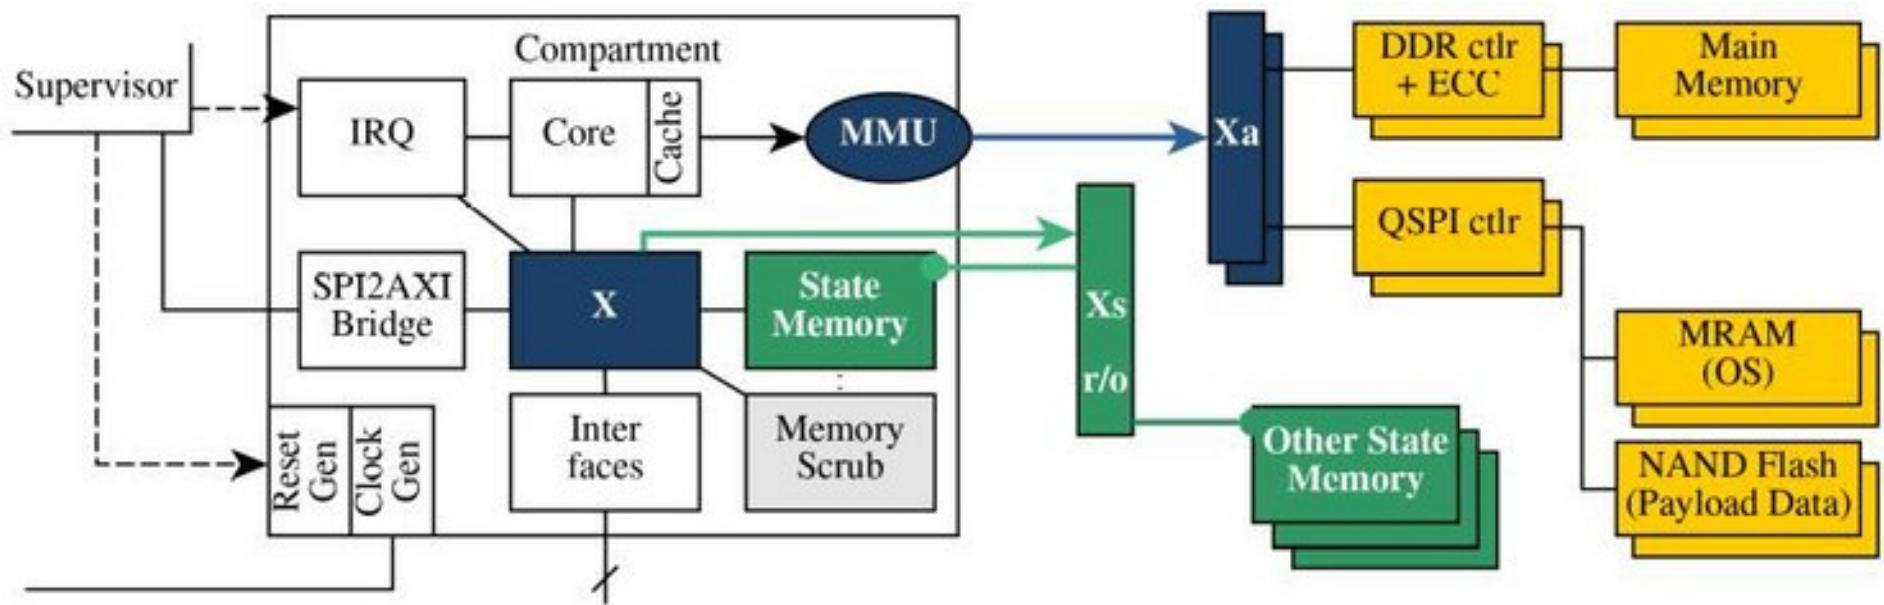 Compartment
Supervisor
IRQ
Core
Cache
MMU
Xa
DDR ctlr
+ ECC
Main
Memory
QSPI ctlr
SPI2AXI
Bridge
X
State
Memory
Xs
r/o
MRAM
(OS)
Reset
Gen
Clock
Gen
Inter
faces
Memory
Scrub
Other State
Memory
NAND Flash
(Payload Data)